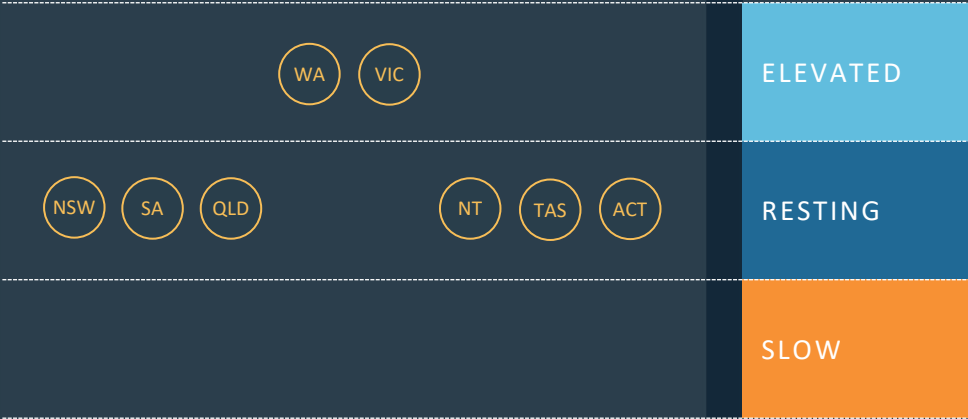 WA VIC ELEVATED
NSW SA QLD NT TAS ACT RESTING
SLOW